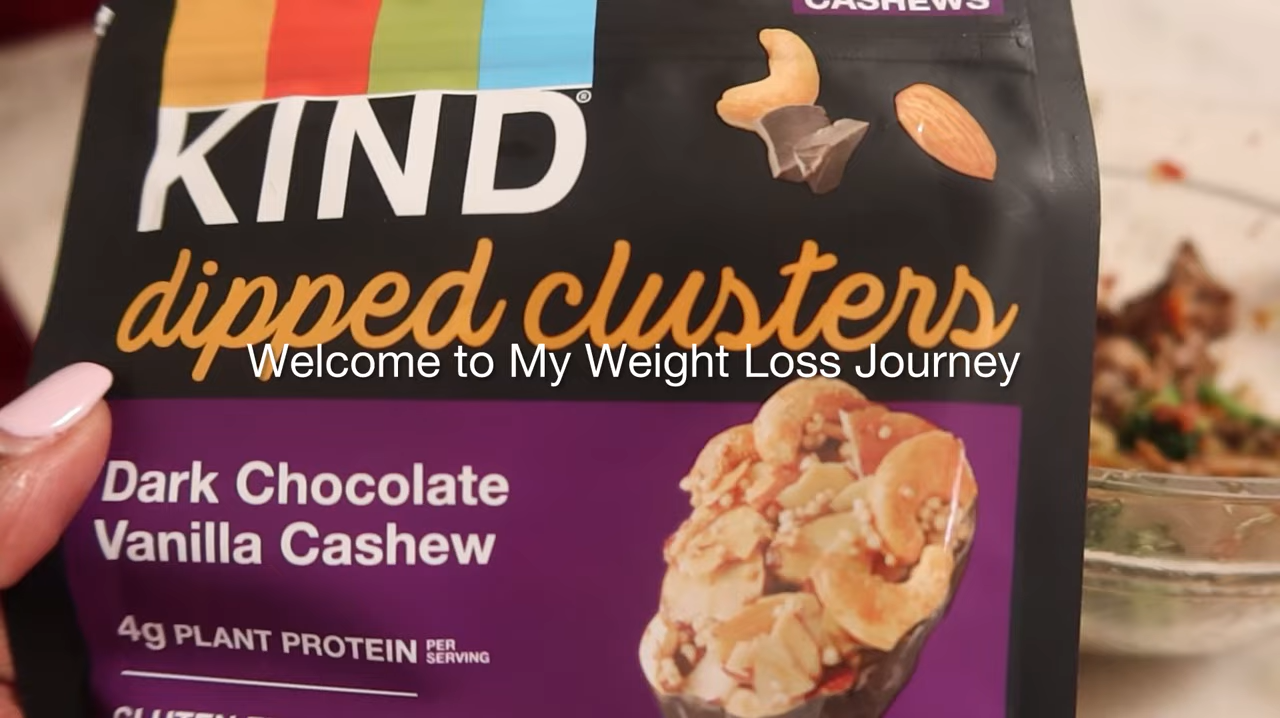 CASHEWS
KIND®
dipped clusters
Welcome to My Weight Loss Journey
Dark Chocolate
Vanilla Cashew
4g PLANT PROTEIN PER SERVING
GLUTEN